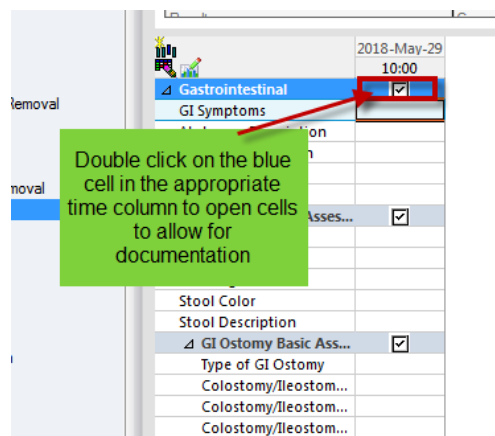 2018-May-29
10:00
Gastrointestinal
GI Symptoms
Removal
Double click on the blue
cell in the appropriate
time column to open cells
to allow for
documentation
Asses...
Stool Color
Stool Description
GI Ostomy Basic Ass...
Type of GI Ostomy
Colostomy/Ileostom...
Colostomy/Ileostom...
Colostomy/Ileostom...